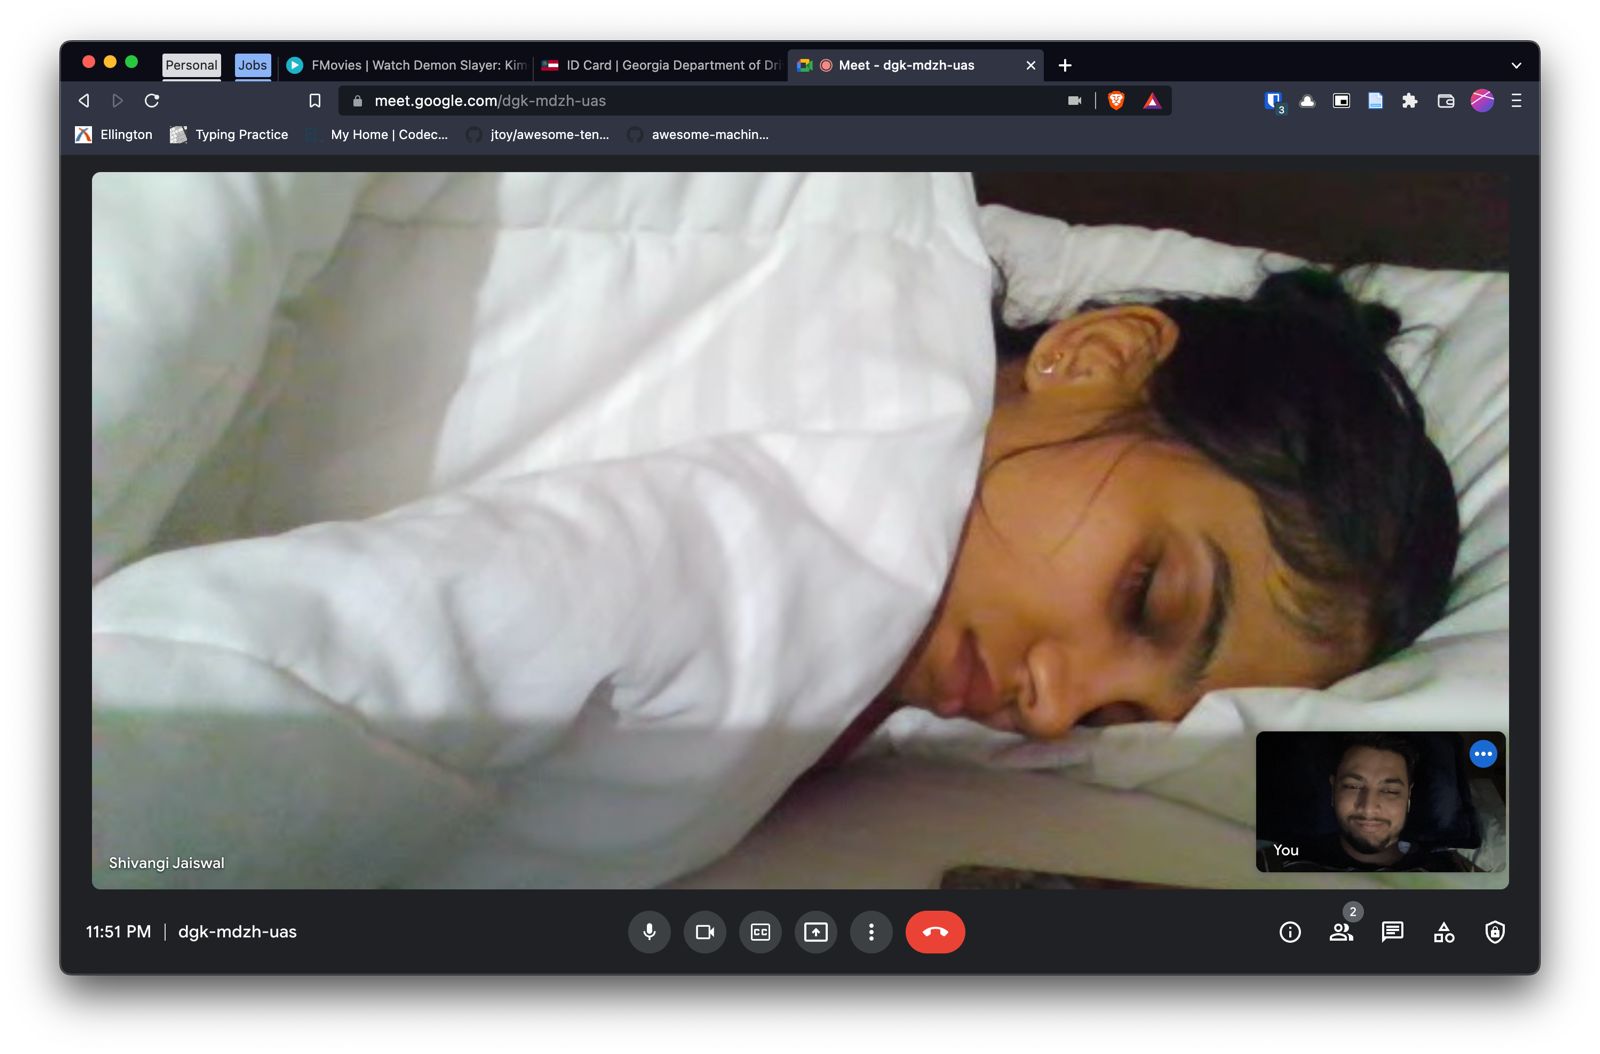 Personal
Jobs
FMovies | Watch Demon Slayer: Kim
ID Card | Georgia Department of Dri
Meet - dgk-mdzh-uas
meet.google.com/dgk-mdzh-uas
3
Ellington
Typing Practice
My Home | Codec...
jtoy/awesome-ten...
awesome-machin...
You
Shivangi Jaiswal
11:51 PM | dgk-mdzh-uas
CC
2